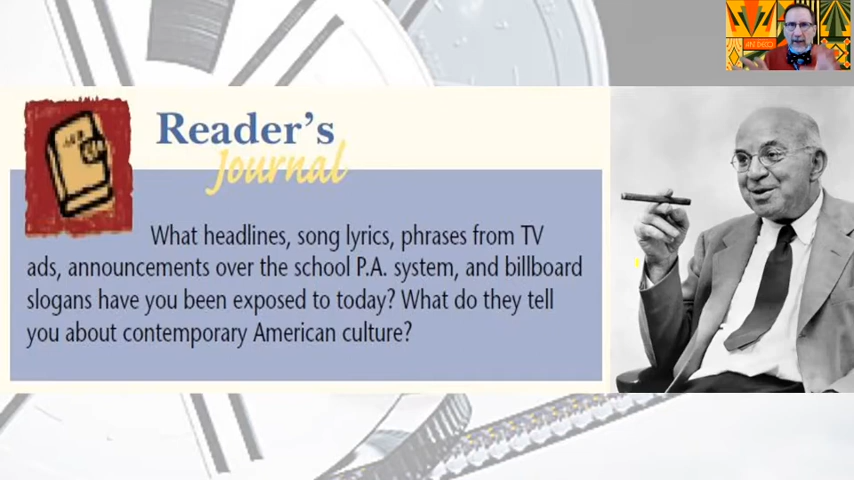 Reader's
Journal
What headlines, song lyrics, phrases from TV
ads, announcements over the school P.A. system, and billboard
slogans have you been exposed to today? What do they tell
you about contemporary American culture?